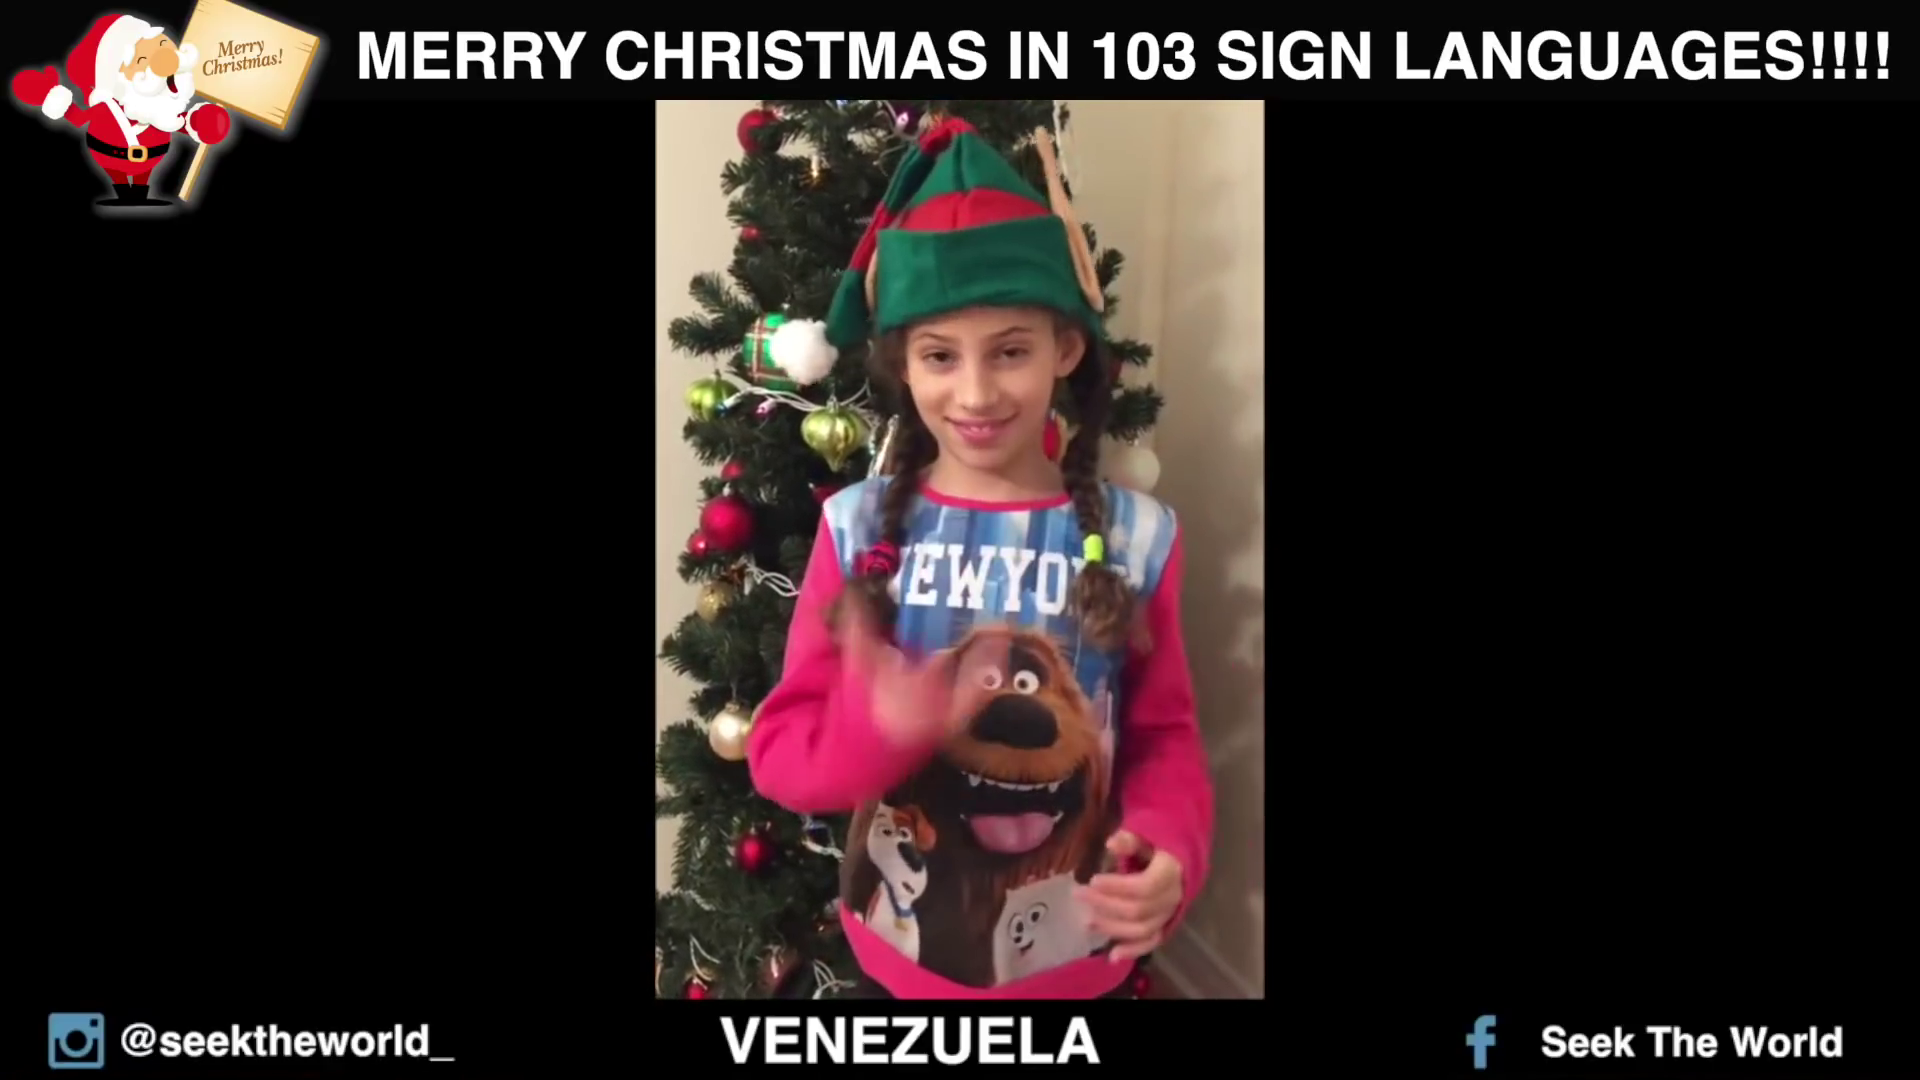 Merry
Christmas!
MERRY CHRISTMAS IN 103 SIGN LANGUAGES!!!!
EWYO
@seektheworld_
VENEZUELA
Seek The World